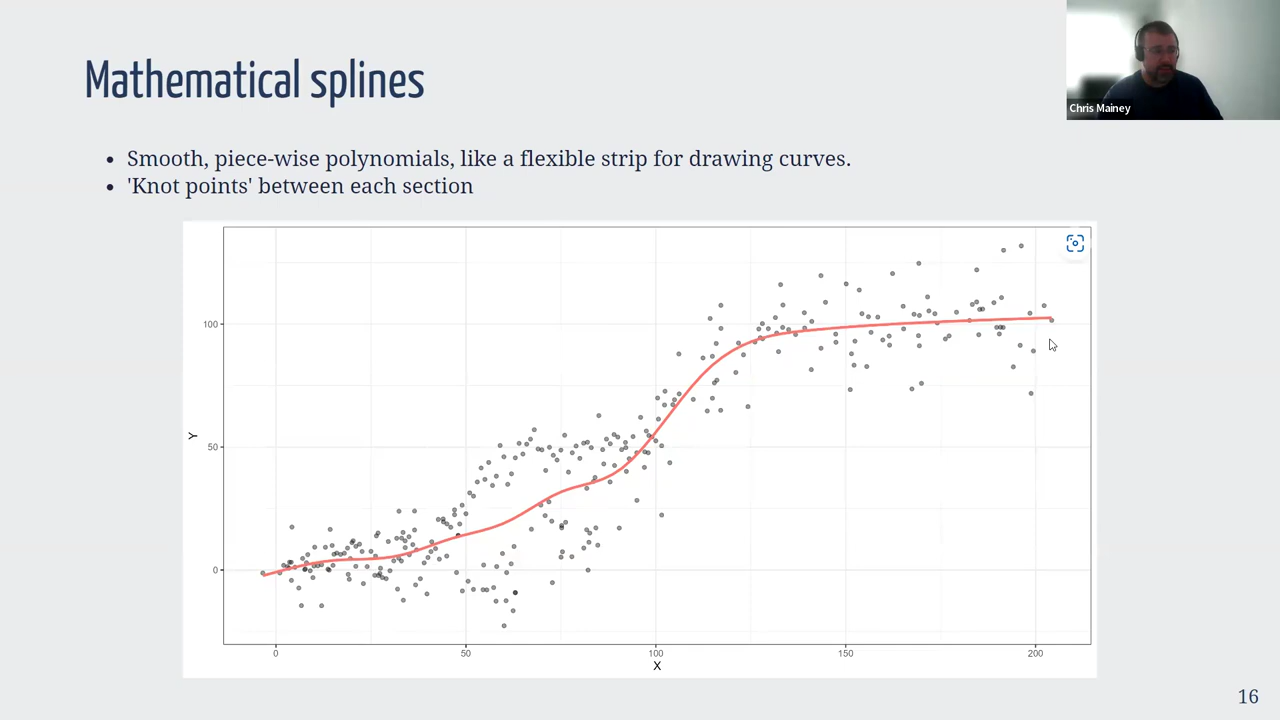 Mathematical splines
Chris Mainey
Smooth, piece-wise polynomials, like a flexible strip for drawing curves.
'Knot points' between each section
100
50
0
Y
0
50
100
150
200
X
16